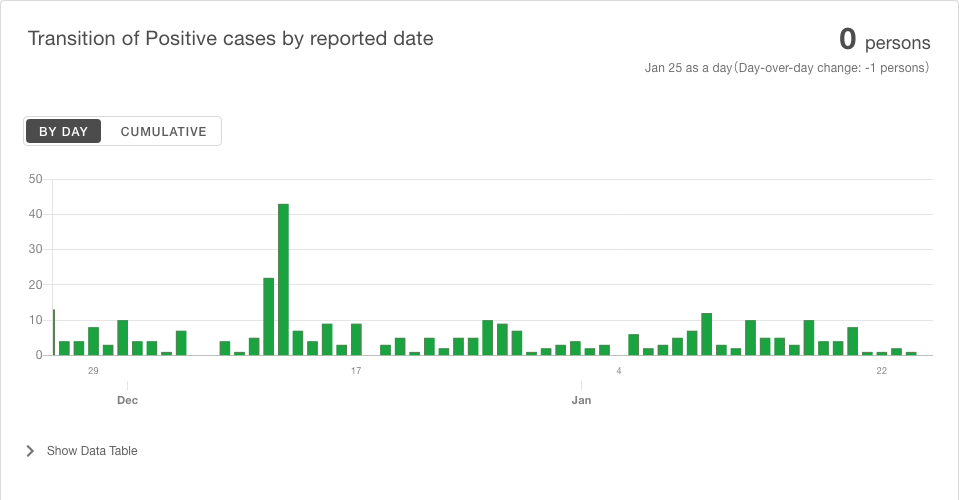 Transition of Positive cases by reported date
0 persons
Jan 25 as a day(Day-over-day change: -1 persons)
BY DAY CUMULATIVE
50
40
30
20
10
0
29 17 4 22
Dec Jan
Show Data Table